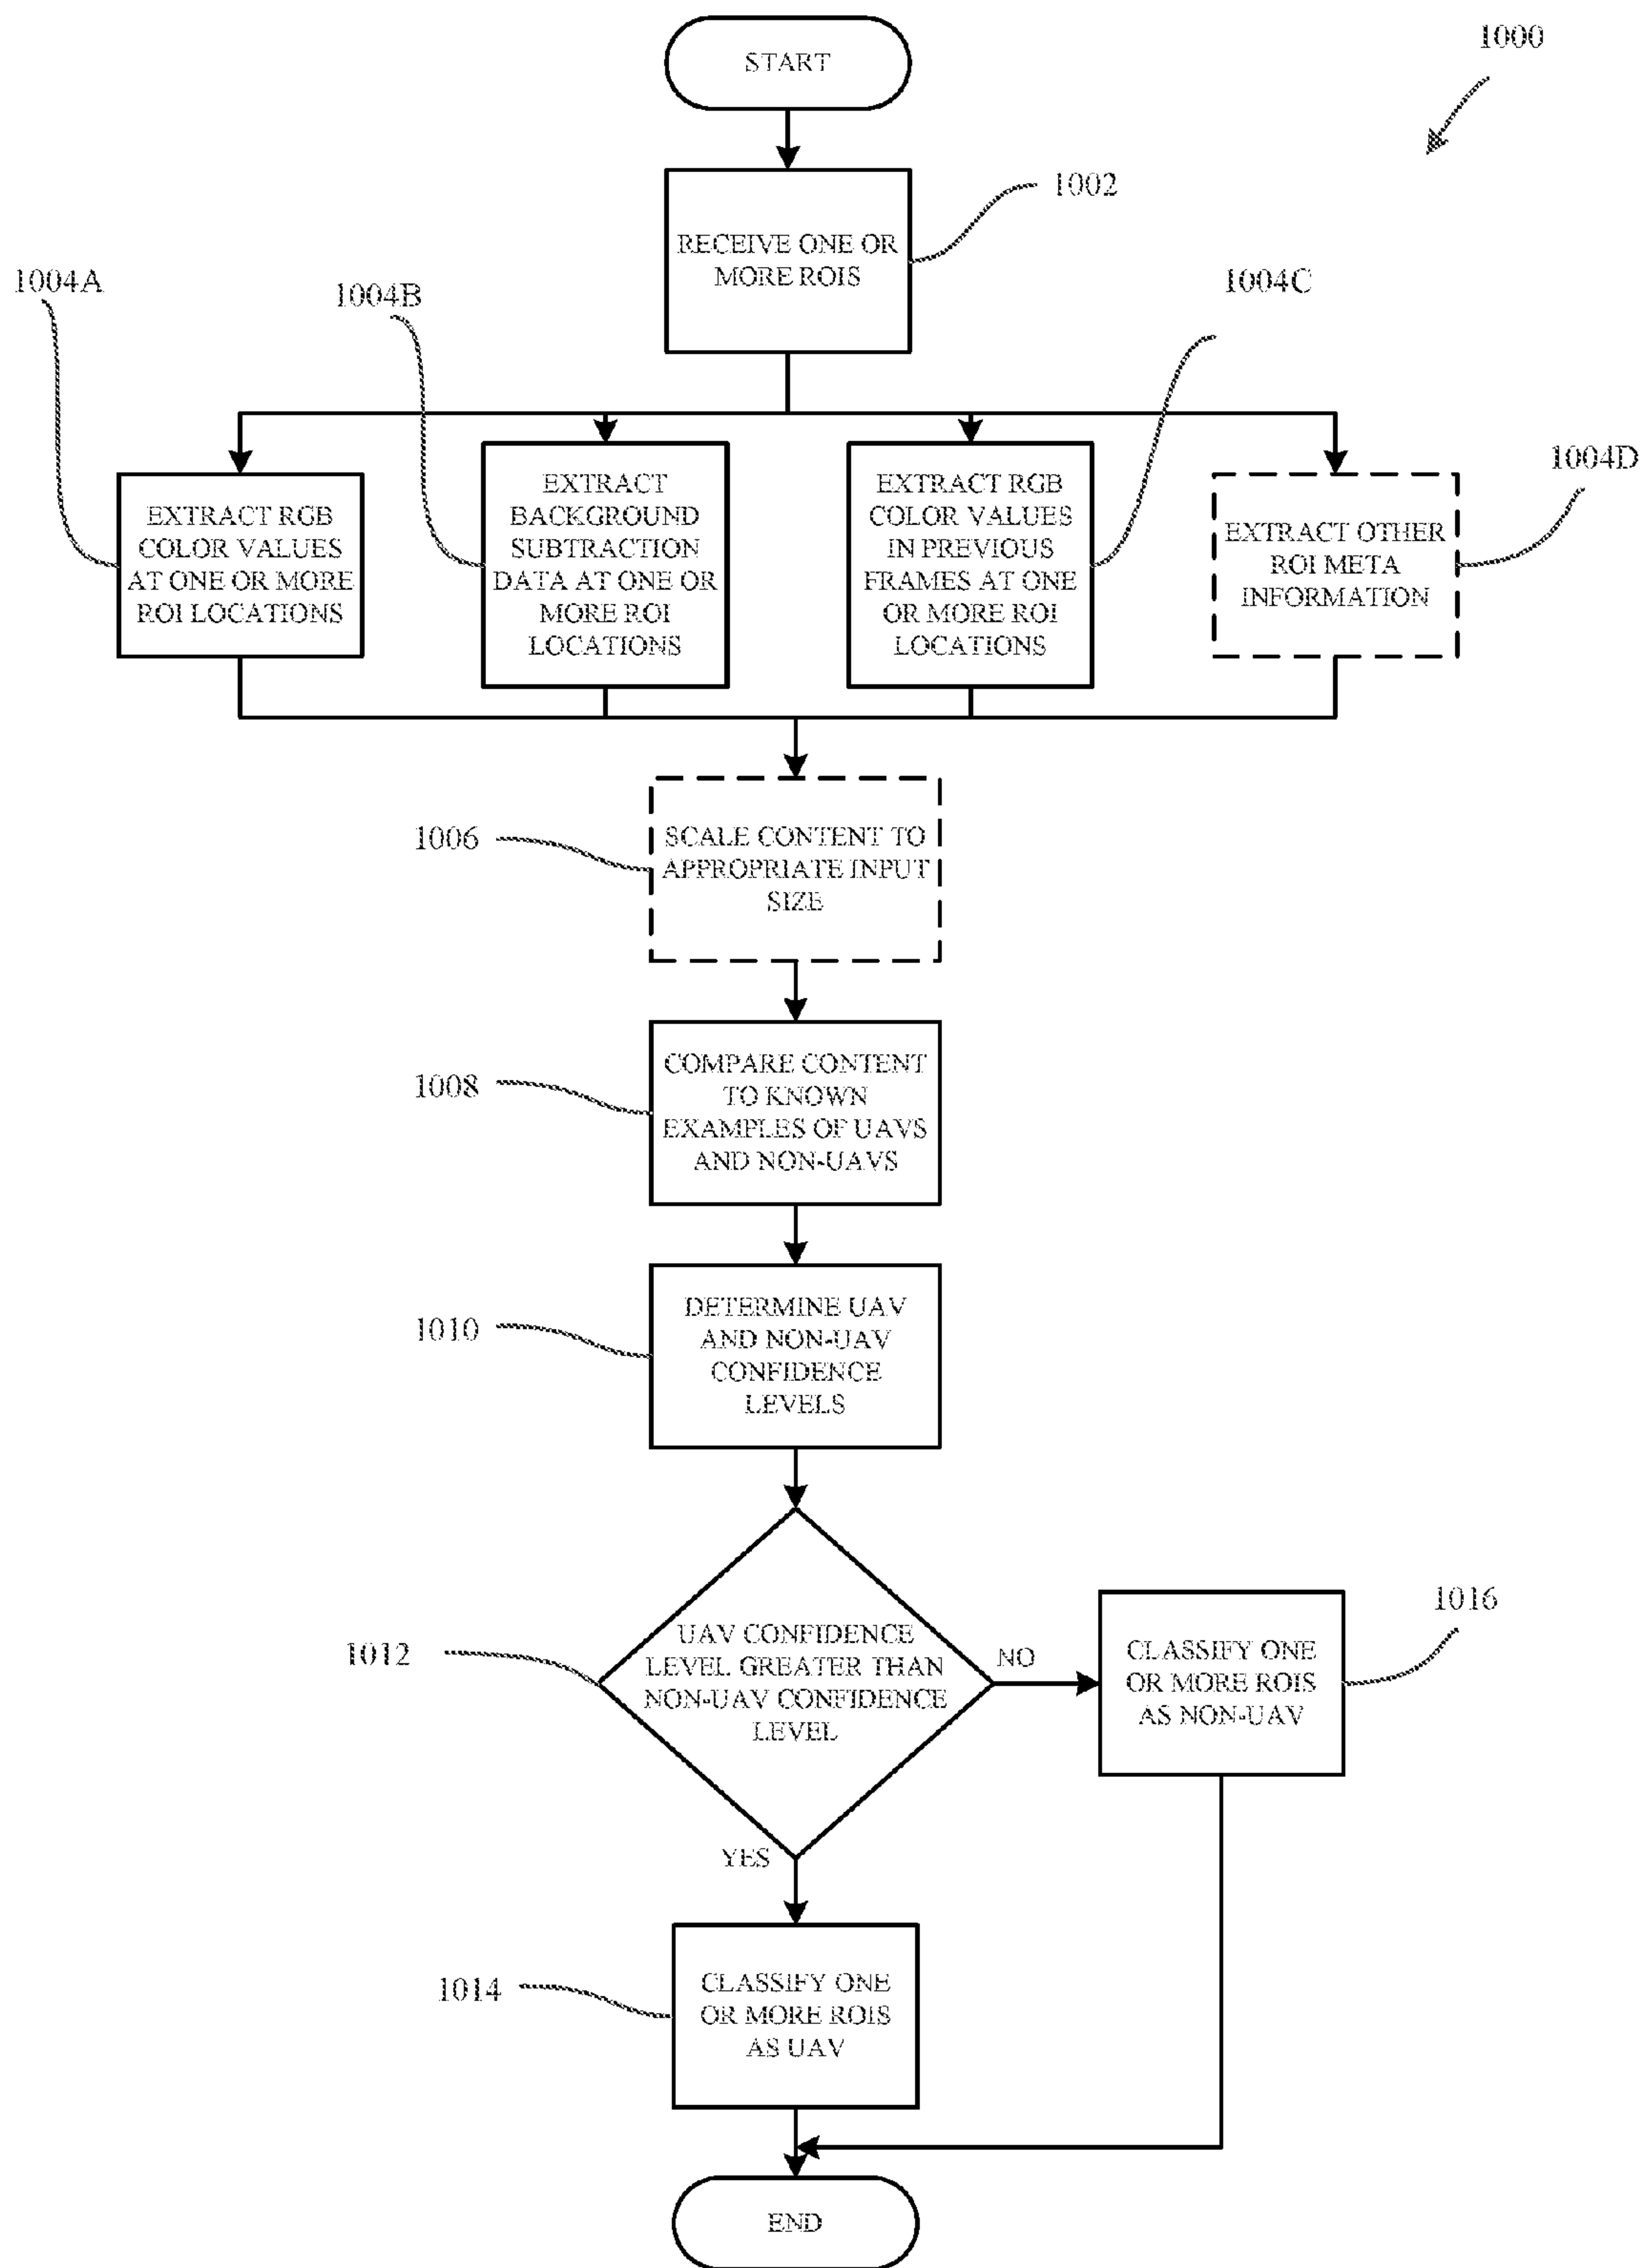 START
1000
1002
RECEIVE ONE OR
MORE ROIS
1004A
1004B
1004C
1004D
EXTRACT RGB
COLOR VALUES
AT ONE OR MORE
ROI LOCATIONS
EXTRACT
BACKGROUND
SUBTRACTION
DATA AT ONE OR
MORE ROI
LOCATIONS
EXTRACT RGB
COLOR VALUES
IN PREVIOUS
FRAMES AT ONE
OR MORE ROI
LOCATIONS
EXTRACT OTHER
ROI META
INFORMATION
1006
SCALE CONTENT TO
APPROPRIATE INPUT
SIZE
1008
COMPARE CONTENT
TO KNOWN
EXAMPLES OF UAVS
AND NON-UAVS
1010
DETERMINE UAV
AND NON-UAV
CONFIDENCE
LEVELS
1012
UAV CONFIDENCE
LEVEL GREATER THAN
NON-UAV CONFIDENCE
LEVEL
NO
1016
CLASSIFY ONE
OR MORE ROIS
AS NON-UAV
YES
1014
CLASSIFY ONE
OR MORE ROIS
AS UAV
END